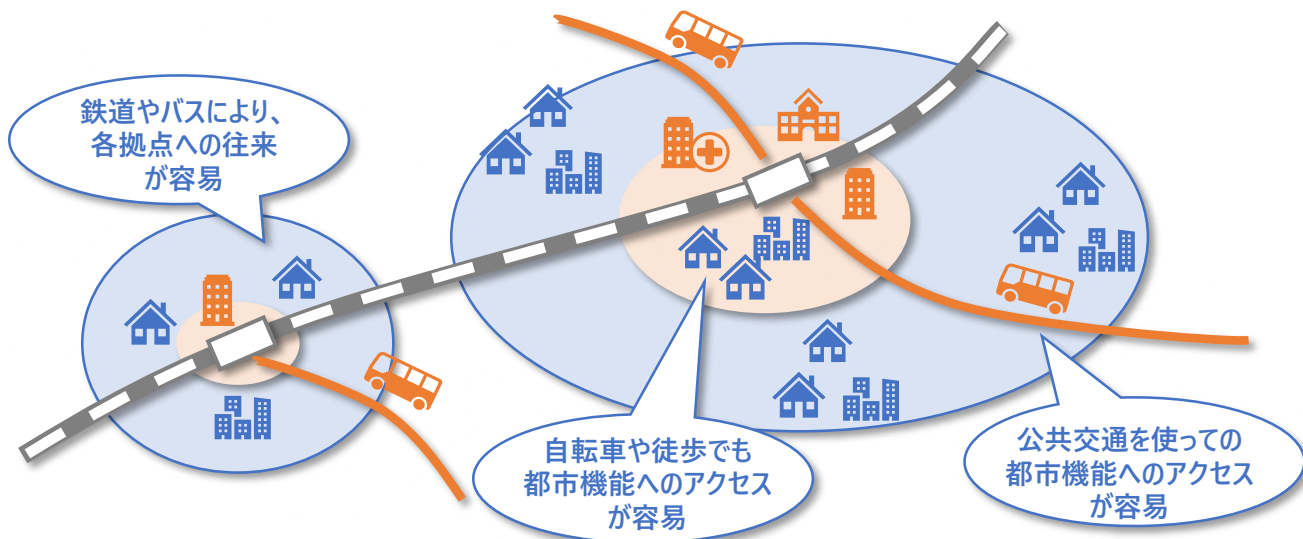 鉄道やバスにより、
各拠点への往来
が容易
自転車や徒歩でも
都市機能へのアクセス
が容易
公共交通を使っての
都市機能へのアクセス
が容易